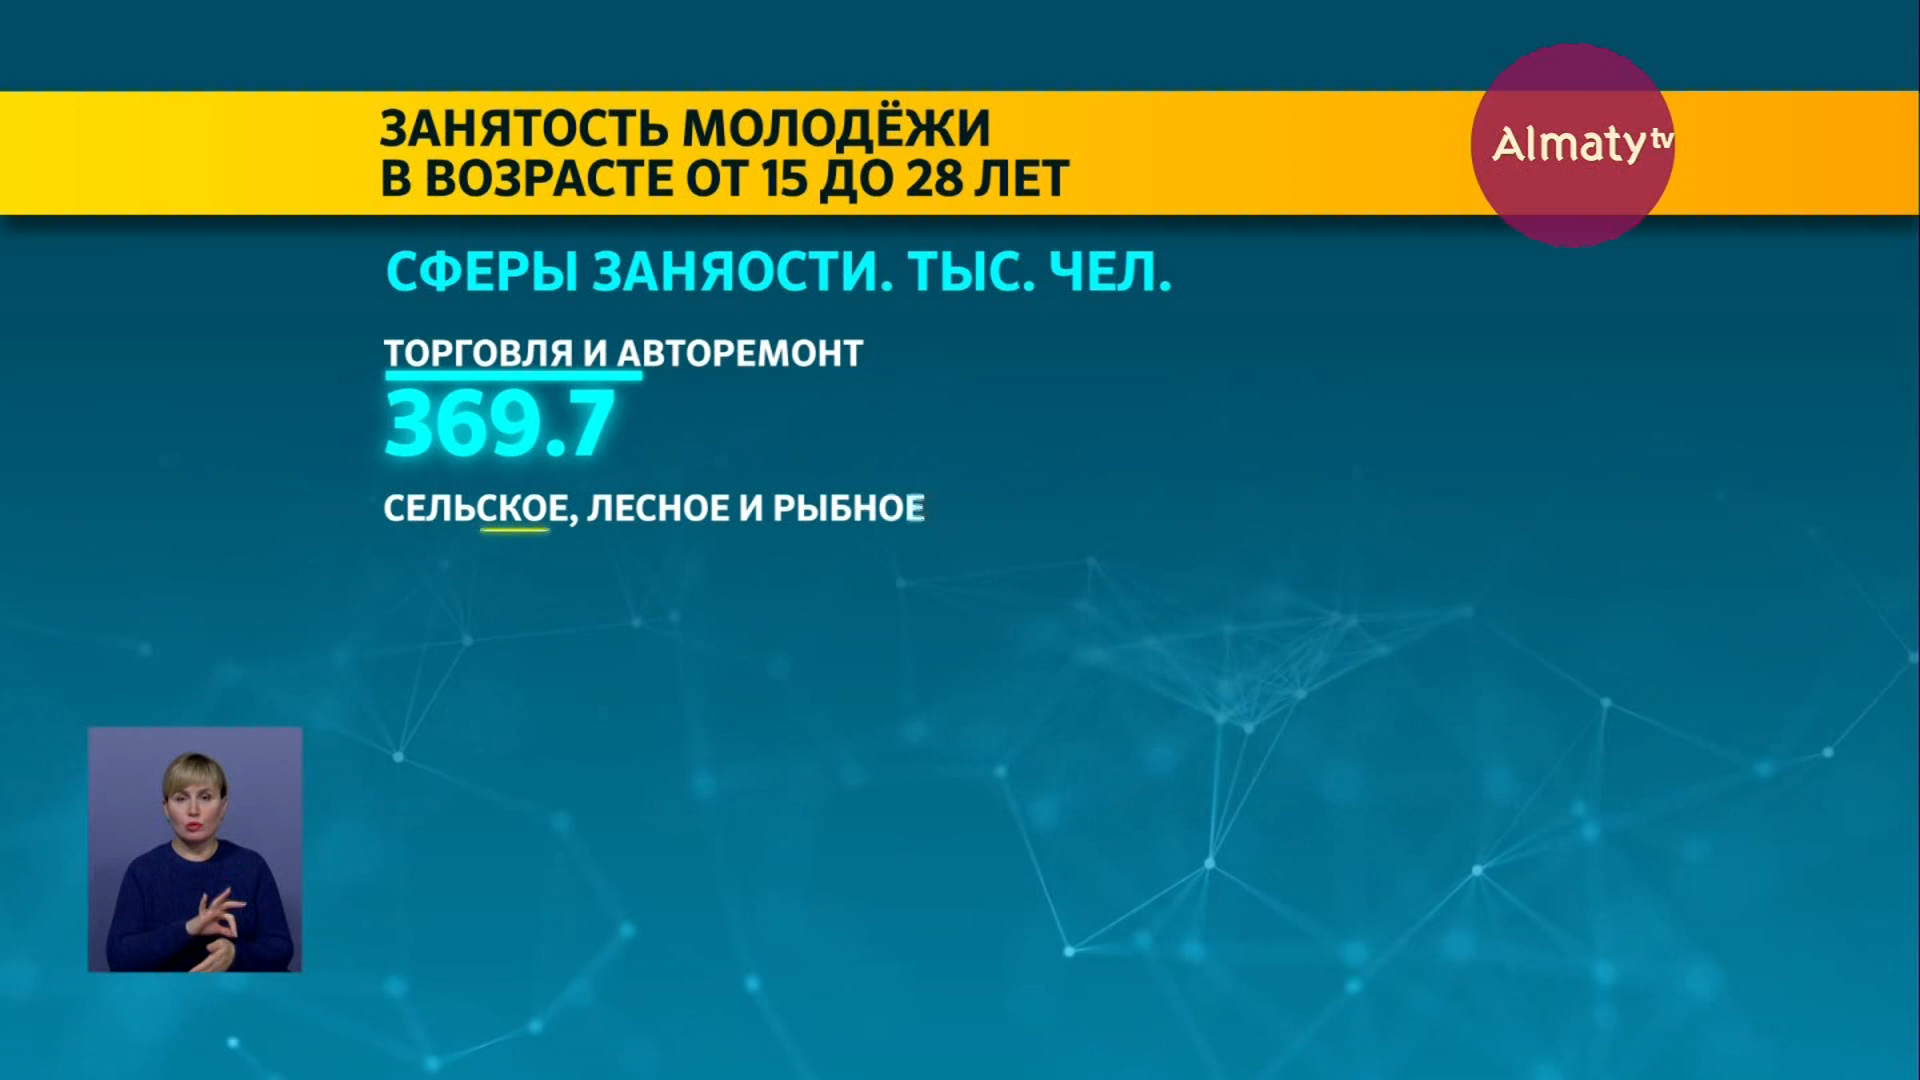 ЗАНЯТОСТЬ МОЛОДЁЖИ
В ВОЗРАСТЕ ОТ 15 ДО 28 ЛЕТ
Almaty tv
СФЕРЫ ЗАНЯОСТИ. ТЫС. ЧЕЛ.
ТОРГОВЛЯ И АВТОРЕМОНТ
369.7
СЕЛЬСКОЕ, ЛЕСНОЕ И РЫБНОЕ